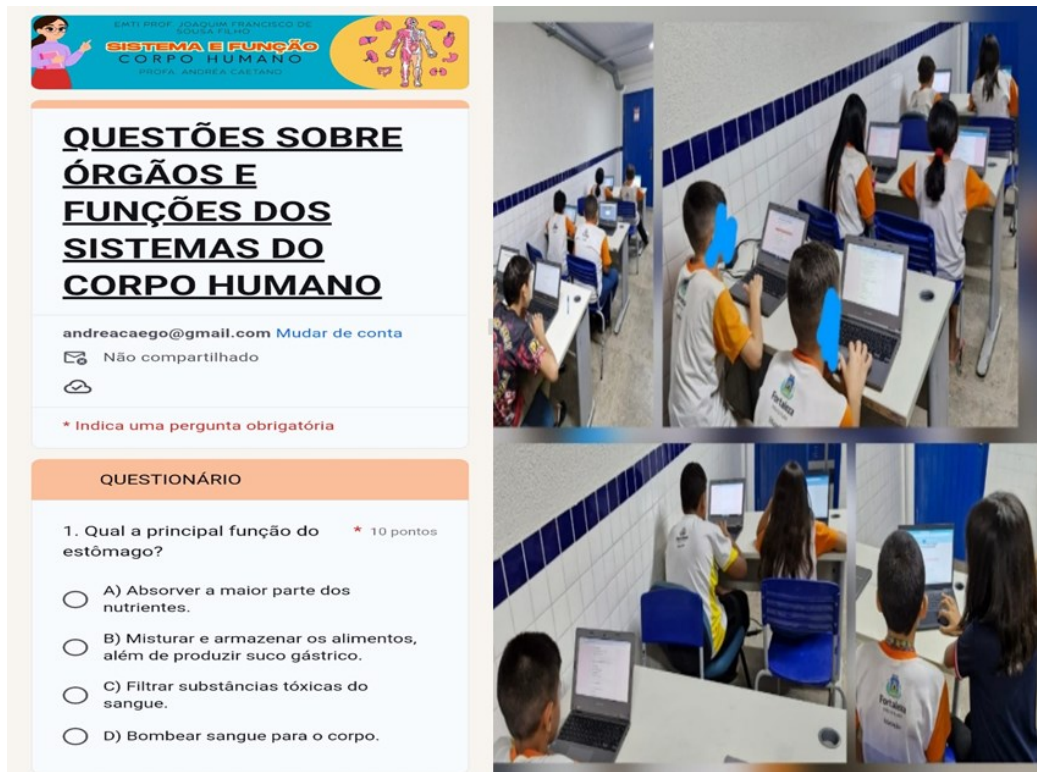 EMTI PROF. JOAQUIM FRANCISCO DE
SOUSA FILHO
SISTEMA E FUNÇÃO
CORPO HUMANO
PROFA. ANDRÉA CAETANO
QUESTÕES SOBRE
ÓRGÃOS E
FUNÇÕES DOS
SISTEMAS DO
CORPO HUMANO
andreacaego@gmail.com Mudar de conta
Não compartilhado
* Indica uma pergunta obrigatória
QUESTIONÁRIO
1. Qual a principal função do * 10 pontos
estômago?
A) Absorver a maior parte dos
nutrientes.
B) Misturar e armazenar os alimentos,
além de produzir suco gástrico.
C) Filtrar substâncias tóxicas do
sangue.
D) Bombear sangue para o corpo.
Fortaleza
Fortaleza